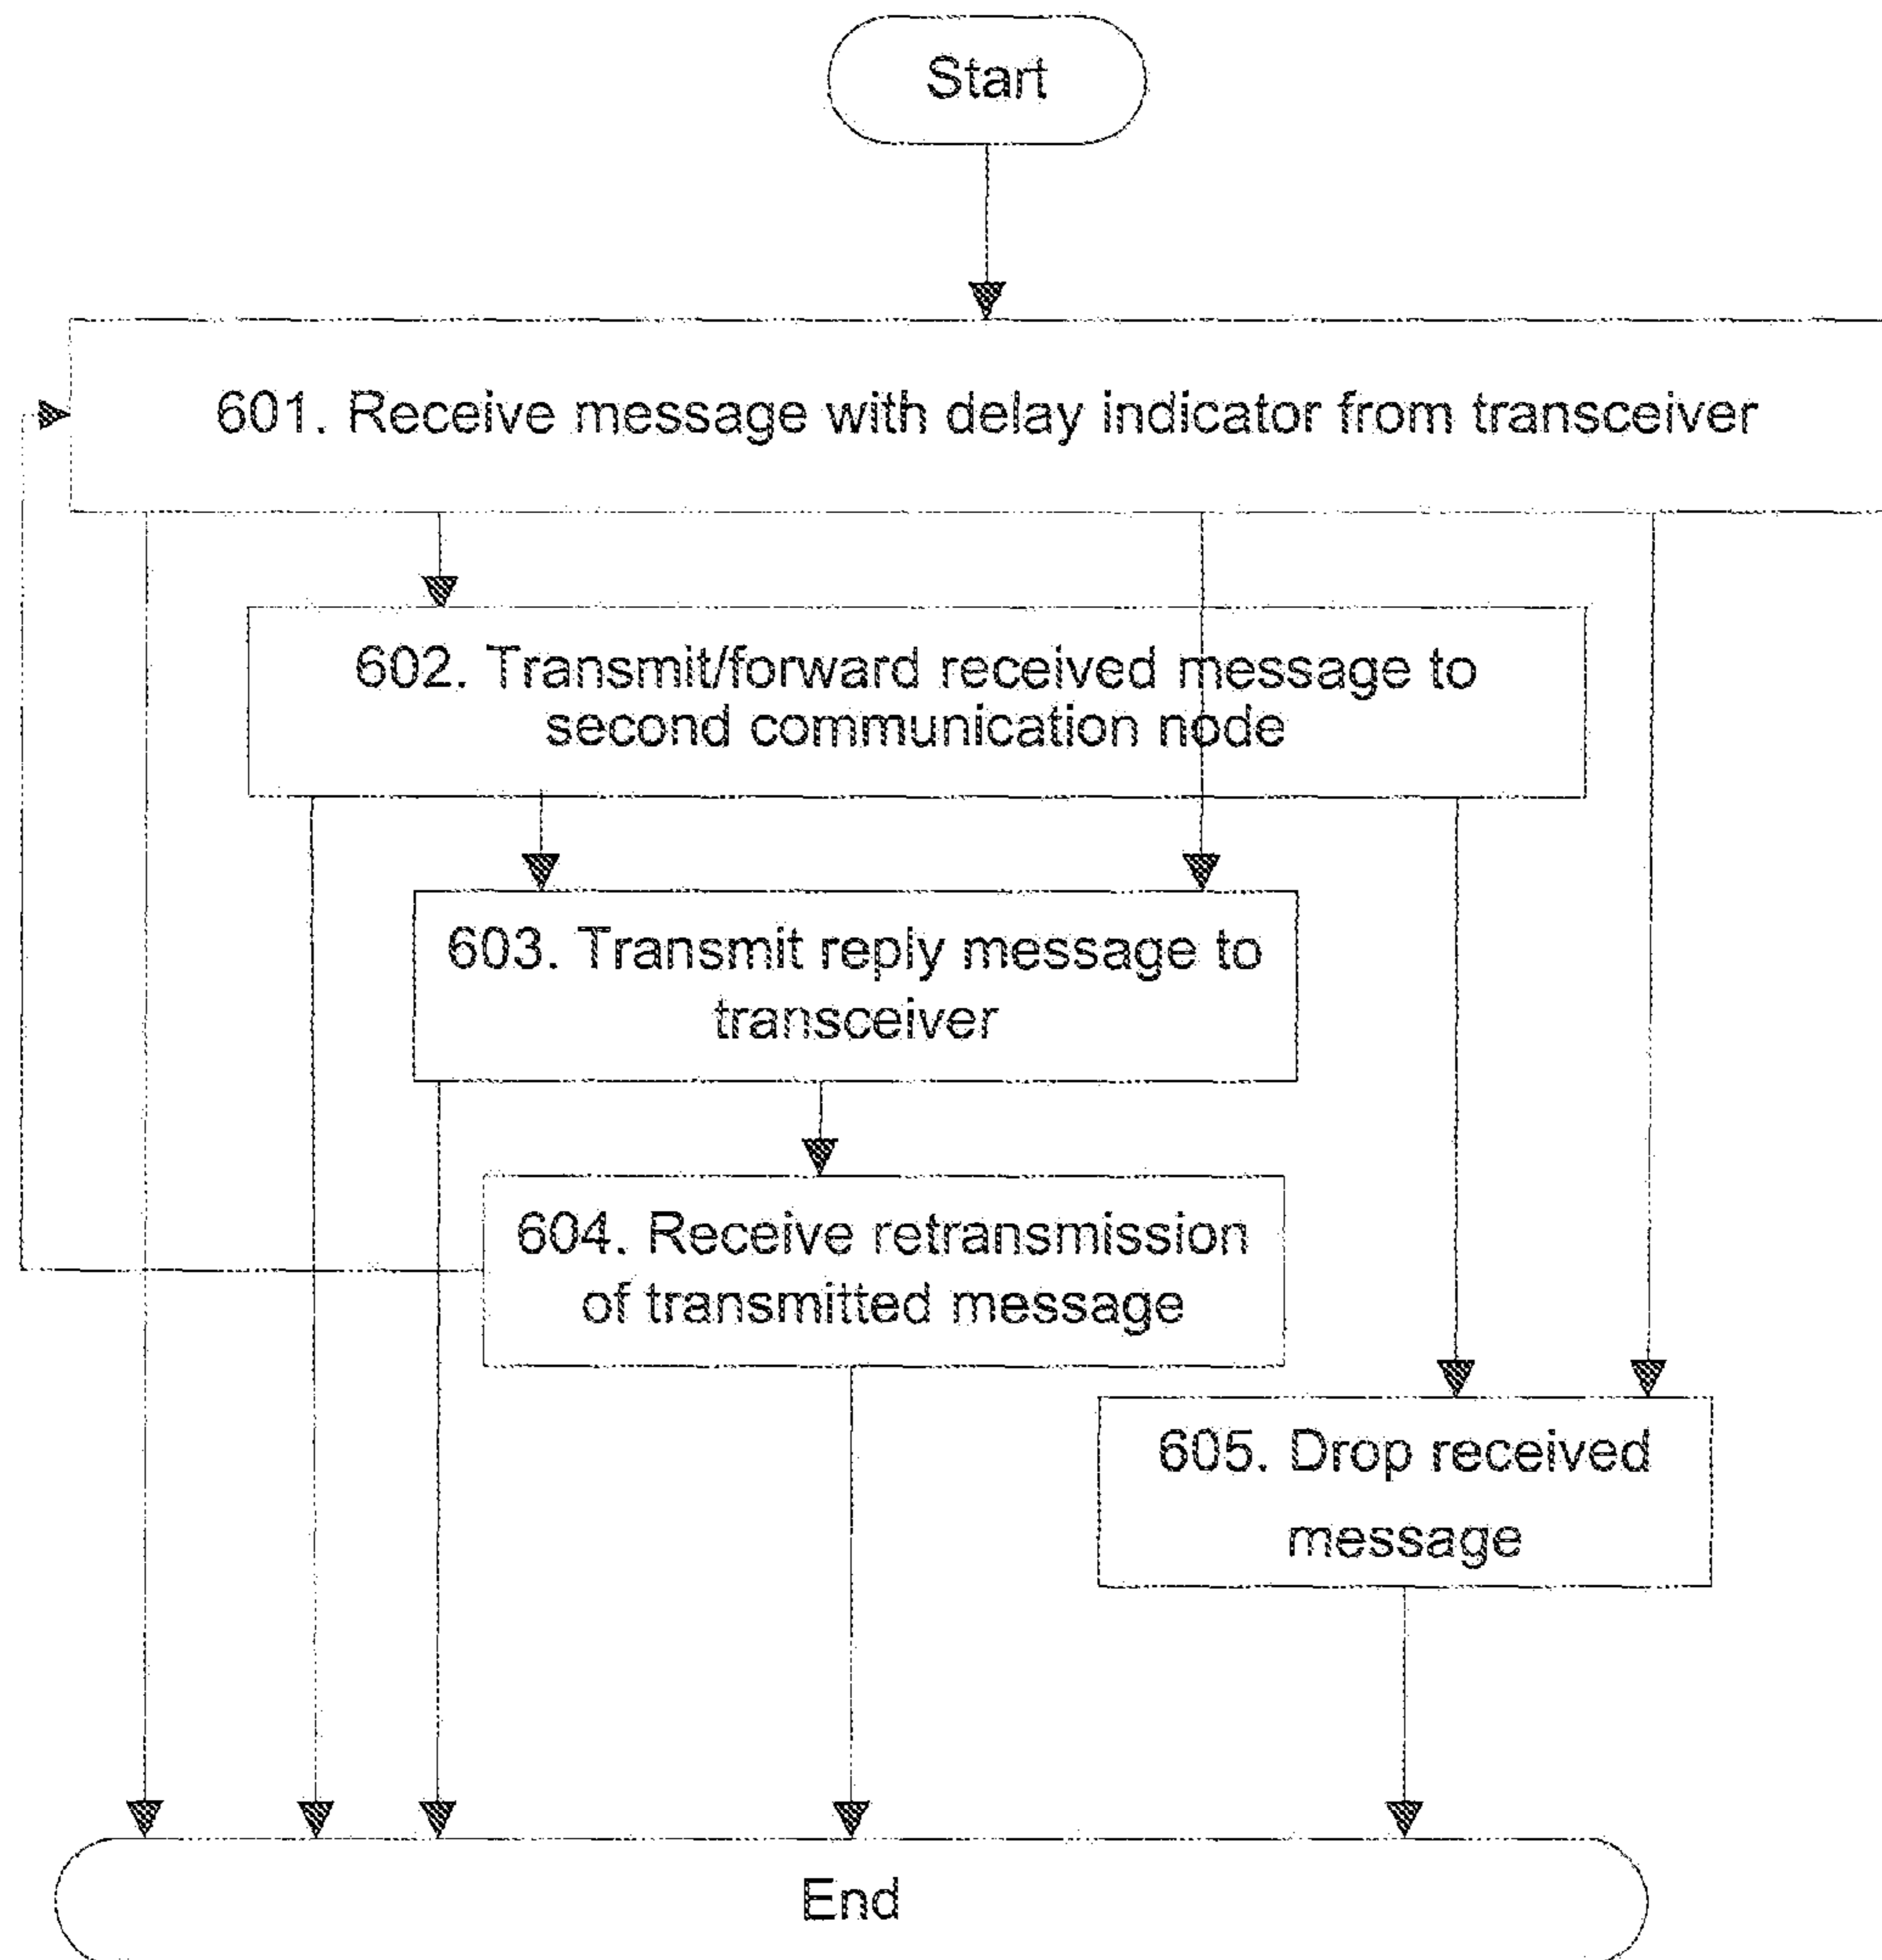 Start
601. Receive message with delay indicator from transceiver
602. Transmit/forward received message to
second communication node
603. Transmit reply message to
transceiver
604. Receive retransmission
of transmitted message
605. Drop received
message
End